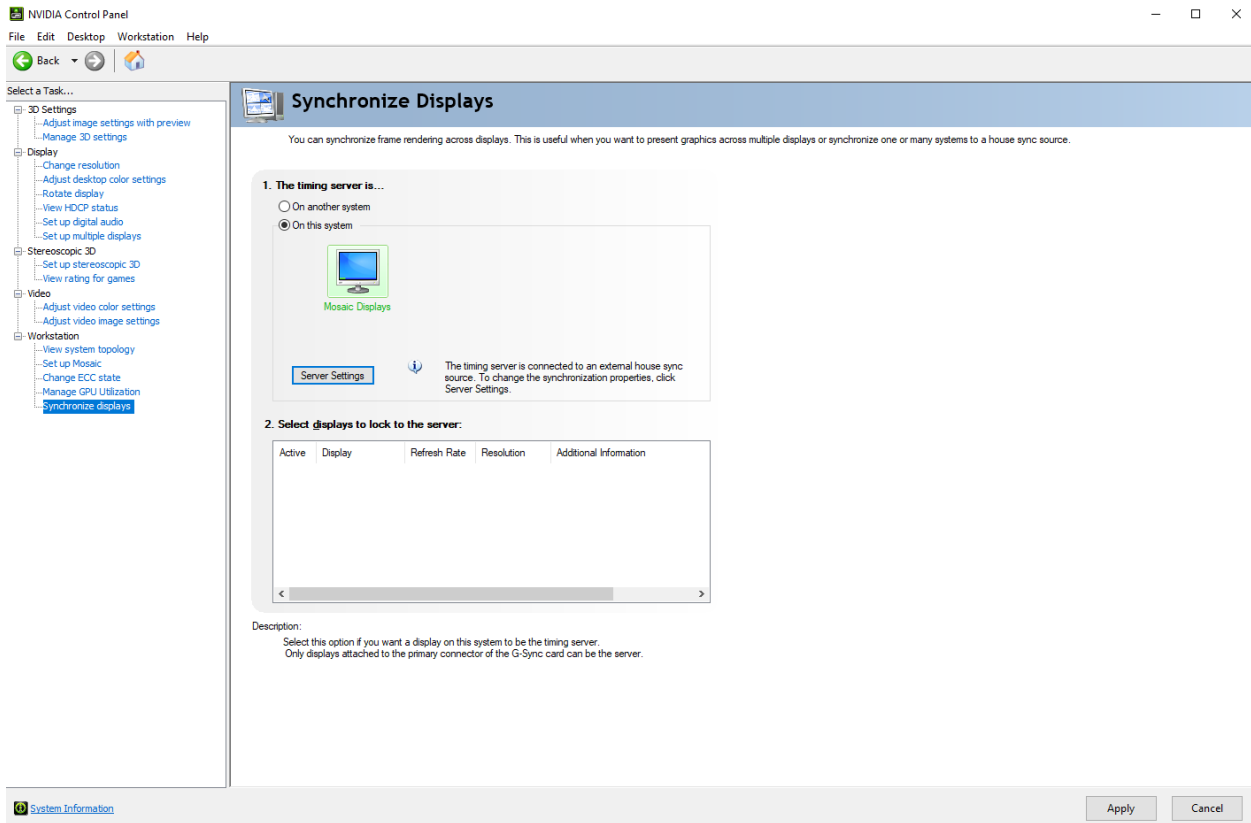 NVIDIA Control Panel
File Edit Desktop Workstation Help
Back
Select a Task...
3D Settings
Adjust image settings with preview
Manage 3D settings
Display
Change resolution
Adjust desktop color settings
Rotate display
View HDCP status
Set up digital audio
Set up multiple displays
Stereoscopic 3D
Set up stereoscopic 3D
View rating for games
Video
Adjust video color settings
Adjust video image settings
Workstation
View system topology
Set up Mosaic
Change ECC state
Manage GPU Utilization
Synchronize displays
Synchronize Displays
You can synchronize frame rendering across displays. This is useful when you want to present graphics across multiple displays or synchronize one or many systems to a house sync source.
1. The timing server is...
On another system
On this system
Mosaic Displays
Server Settings
The timing server is connected to an external house sync
source. To change the synchronization properties, click
Server Settings.
2. Select displays to lock to the server:
Active Display Refresh Rate Resolution Additional Information
Description:
Select this option if you want a display on this system to be the timing server.
Only displays attached to the primary connector of the G-Sync card can be the server.
System Information
Apply Cancel